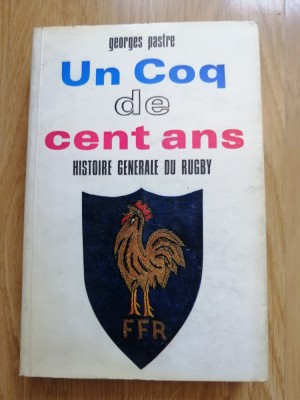 georges pastre
Un Coq
de
cent ans
HISTOIRE GENERALE DU RUGBY
FFR